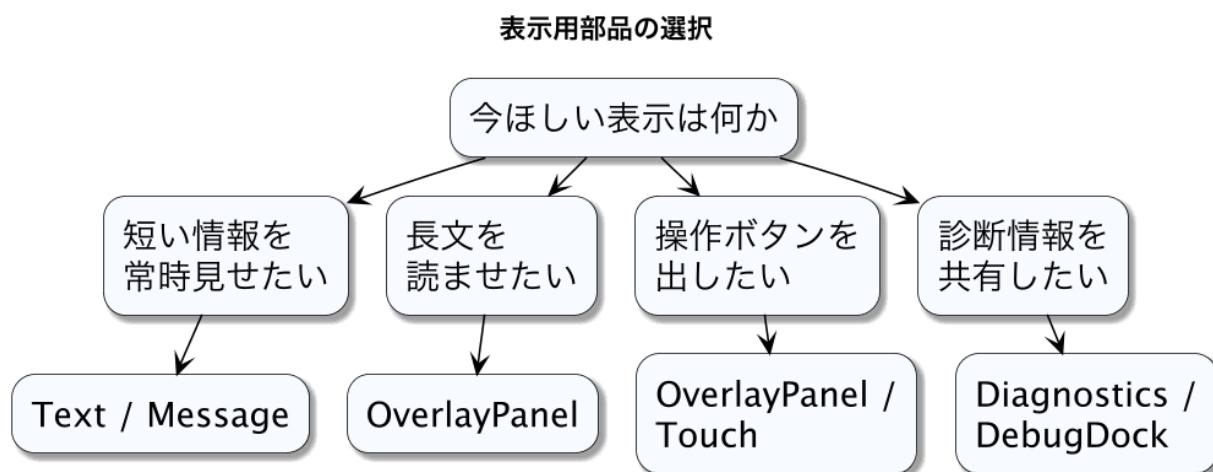 表示用部品の選択
今ほしい表示は何か
短い情報を
常時見せたい
長文を
読ませたい
操作ボタンを
出したい
診断情報を
共有したい
Text / Message
OverlayPanel
OverlayPanel /
Touch
Diagnostics /
DebugDock